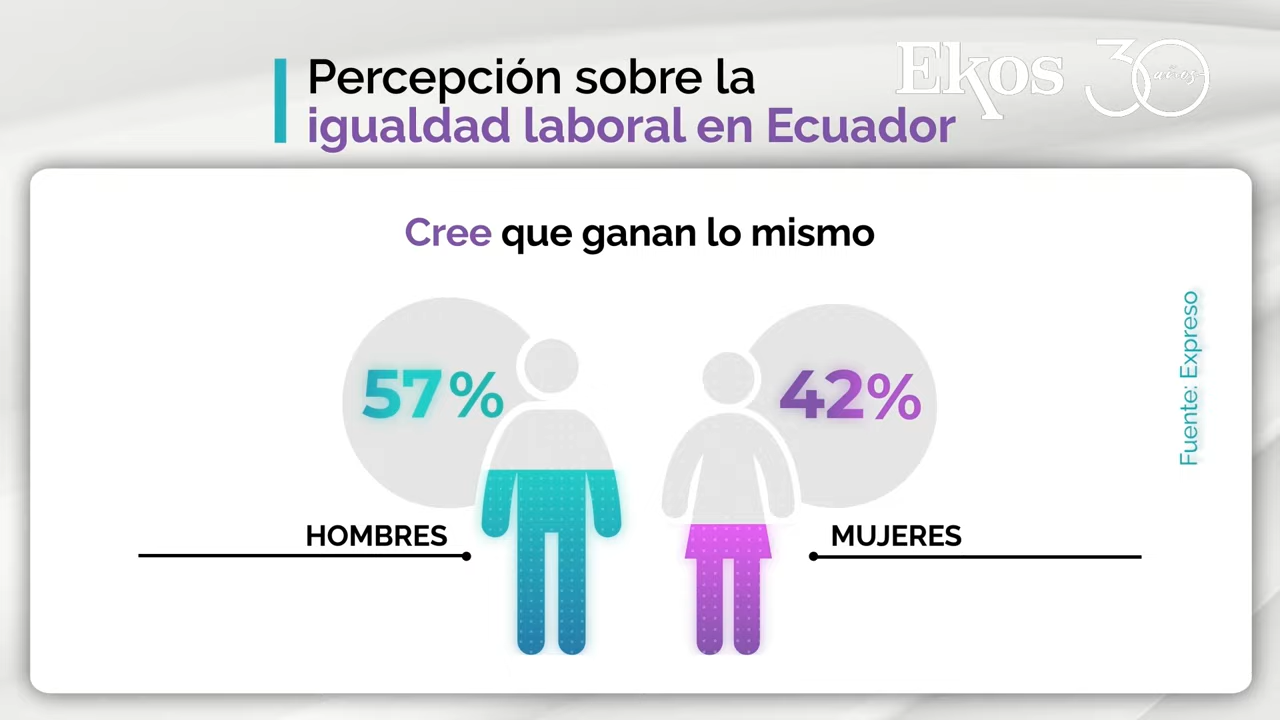 Percepción sobre la
igualdad laboral en Ecuador
Ekos 30 años
Cree que ganan lo mismo
57%
42%
HOMBRES
MUJERES
Fuente: Expreso